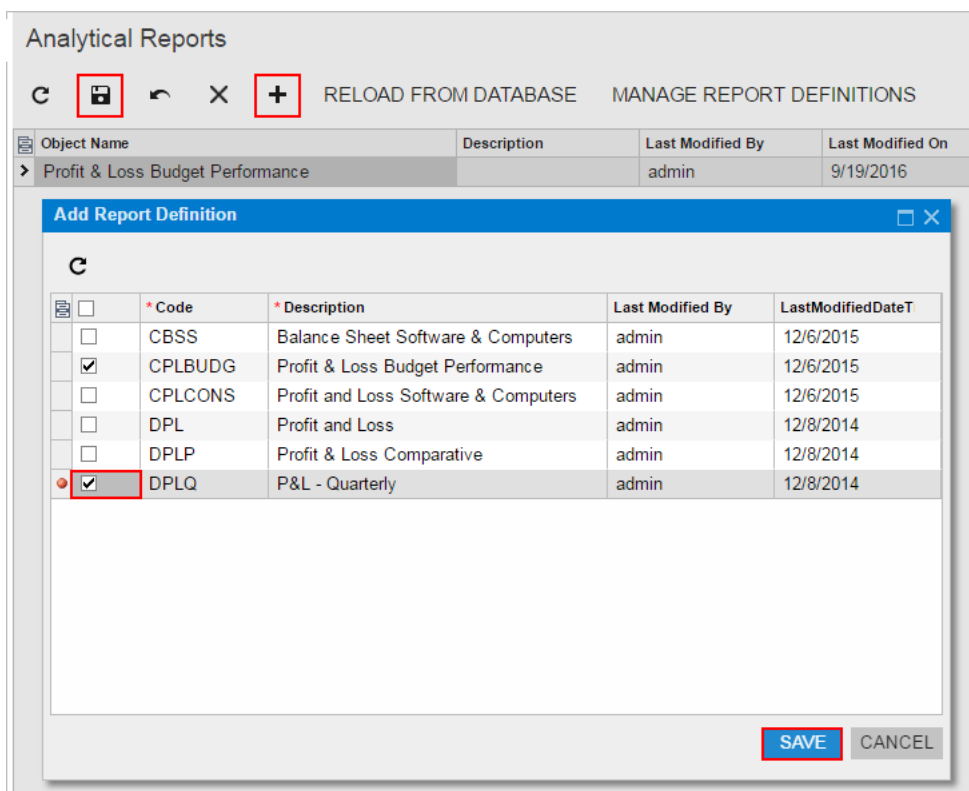 Analytical Reports
RELOAD FROM DATABASE MANAGE REPORT DEFINITIONS
Object Name Description Last Modified By Last Modified On
Profit & Loss Budget Performance admin 9/19/2016
Add Report Definition
* Code * Description Last Modified By LastModifiedDateT
CBSS Balance Sheet Software & Computers admin 12/6/2015
CPLBUDG Profit & Loss Budget Performance admin 12/6/2015
CPLCONS Profit and Loss Software & Computers admin 12/6/2015
DPL Profit and Loss admin 12/8/2014
DPLP Profit & Loss Comparative admin 12/8/2014
DPLQ P&L - Quarterly admin 12/8/2014
SAVE CANCEL